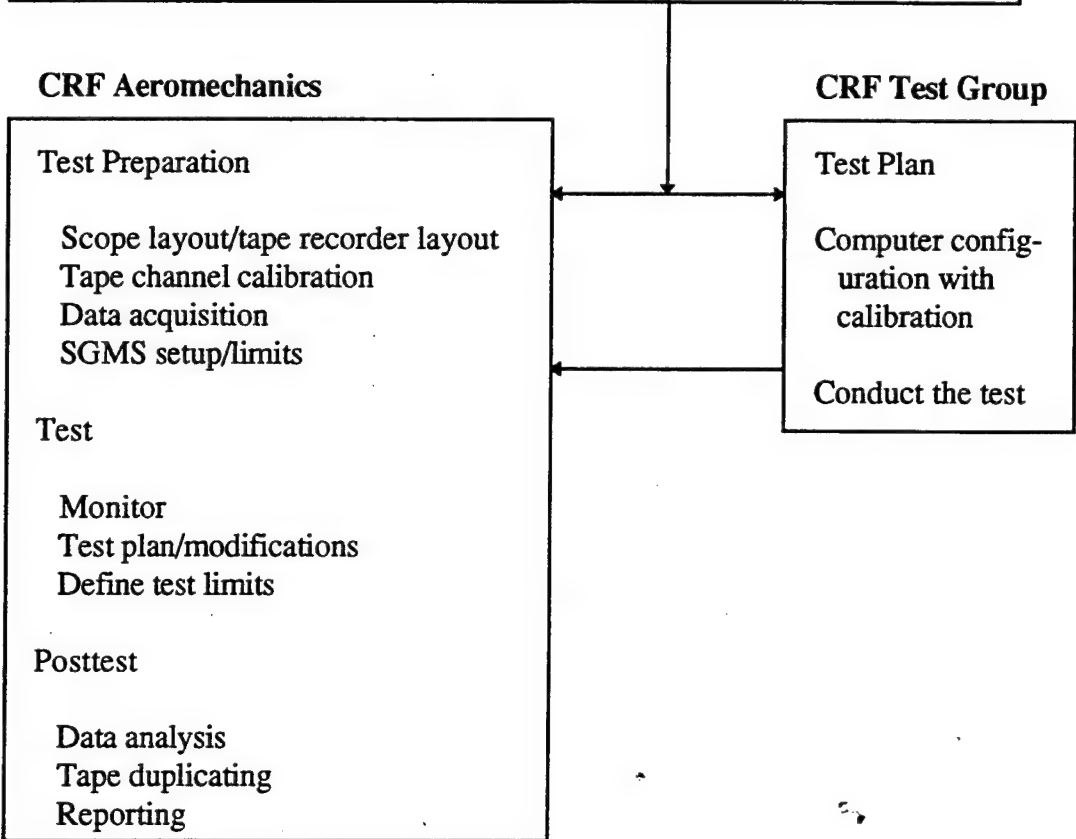 CRF Aeromechanics
Test Preparation
Scope layout/tape recorder layout
Tape channel calibration
Data acquisition
SGMS setup/limits
Test
Monitor
Test plan/modifications
Define test limits
Posttest
Data analysis
Tape duplicating
Reporting
CRF Test Group
Test Plan
Computer config-
uration with
calibration
Conduct the test